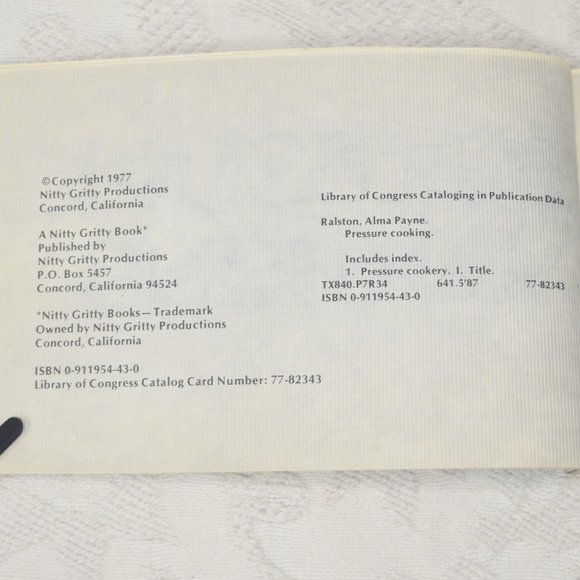 ©Copyright 1977
Nitty Gritty Productions
Concord, California
A Nitty Gritty Book*
Published by
Nitty Gritty Productions
P.O. Box 5457
Concord, California 94524
*Nitty Gritty Books—Trademark
Owned by Nitty Gritty Productions
Concord, California
ISBN 0-911954-43-0
Library of Congress Catalog Card Number: 77-82343
Library of Congress Cataloging in Publication Data
Ralston, Alma Payne.
Pressure cooking.
Includes index.
1. Pressure cookery. I. Title.
TX840.P7R34 641.5'87 77-82343
ISBN 0-911954-43-0